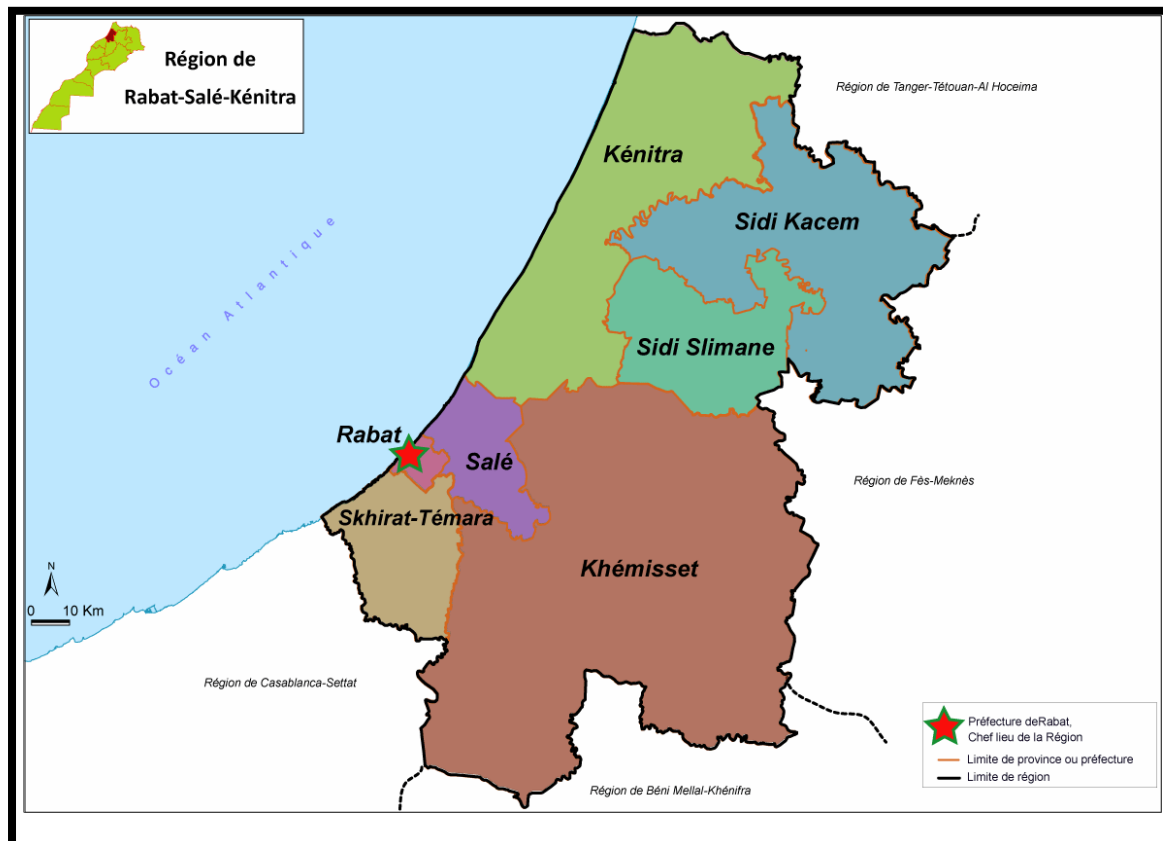 Région de
Rabat-Salé-Kénitra
Région de Tanger-Tétouan-Al Hoceima
Kénitra
Sidi Kacem
Océan Atlantique
Sidi Slimane
Rabat
Salé
Région de Fès-Meknès
Skhirat-Témara
Khémisset
N
0 10 Km
Région de Casablanca-Settat
Préfecture deRabat,
Chef lieu de la Région
Limite de province ou préfecture
Limite de région
Région de Béni Mellal-Khénifra